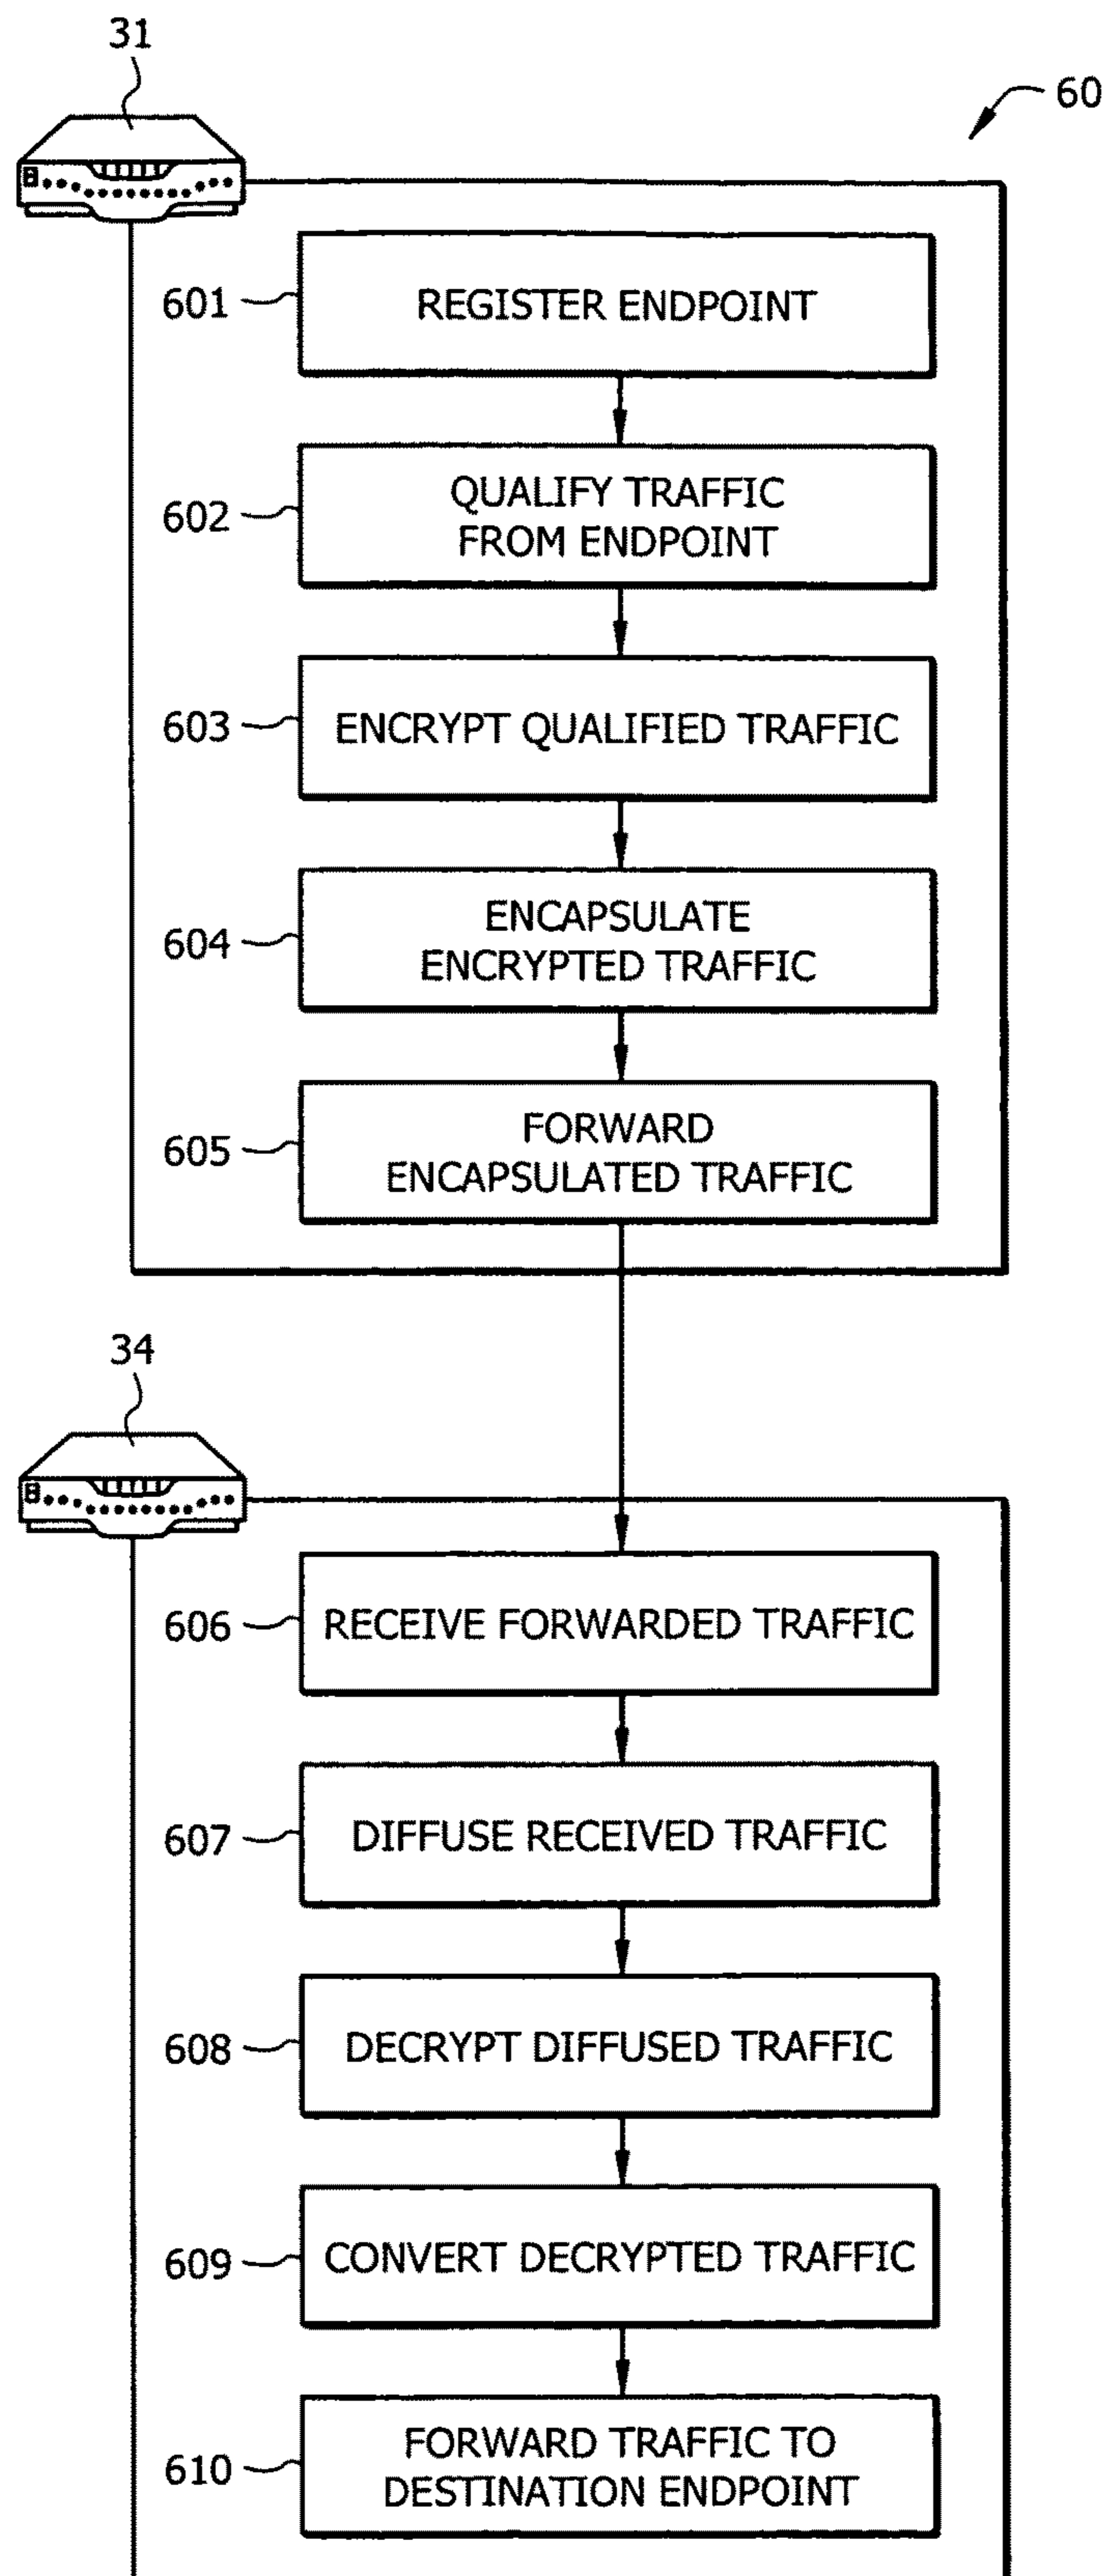 31
60
601
REGISTER ENDPOINT
602
QUALIFY TRAFFIC
FROM ENDPOINT
603
ENCRYPT QUALIFIED TRAFFIC
604
ENCAPSULATE
ENCRYPTED TRAFFIC
605
FORWARD
ENCAPSULATED TRAFFIC
34
606
RECEIVE FORWARDED TRAFFIC
607
DIFFUSE RECEIVED TRAFFIC
608
DECRYPT DIFFUSED TRAFFIC
609
CONVERT DECRYPTED TRAFFIC
610
FORWARD TRAFFIC TO
DESTINATION ENDPOINT